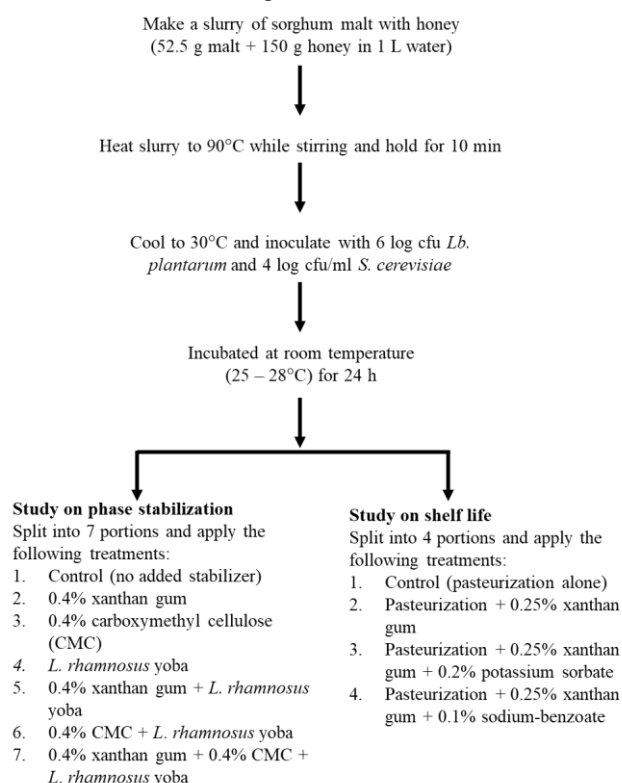 Make a slurry of sorghum malt with honey
(52.5 g malt + 150 g honey in 1 L water)
Heat slurry to 90°C while stirring and hold for 10 min
Cool to 30°C and inoculate with 6 log cfu Lb.
plantarum and 4 log cfu/ml S. cerevisiae
Incubated at room temperature
(25 – 28°C) for 24 h
Study on phase stabilization
Split into 7 portions and apply the
following treatments:
1. Control (no added stabilizer)
2. 0.4% xanthan gum
3. 0.4% carboxymethyl cellulose
(CMC)
4. L. rhamnosus yoba
5. 0.4% xanthan gum + L. rhamnosus
yoba
6. 0.4% CMC + L. rhamnosus yoba
7. 0.4% xanthan gum + 0.4% CMC +
L. rhamnosus yoba
Study on shelf life
Split into 4 portions and apply the
following treatments:
1. Control (pasteurization alone)
2. Pasteurization + 0.25% xanthan
gum
3. Pasteurization + 0.25% xanthan
gum + 0.2% potassium sorbate
4. Pasteurization + 0.25% xanthan
gum + 0.1% sodium-benzoate